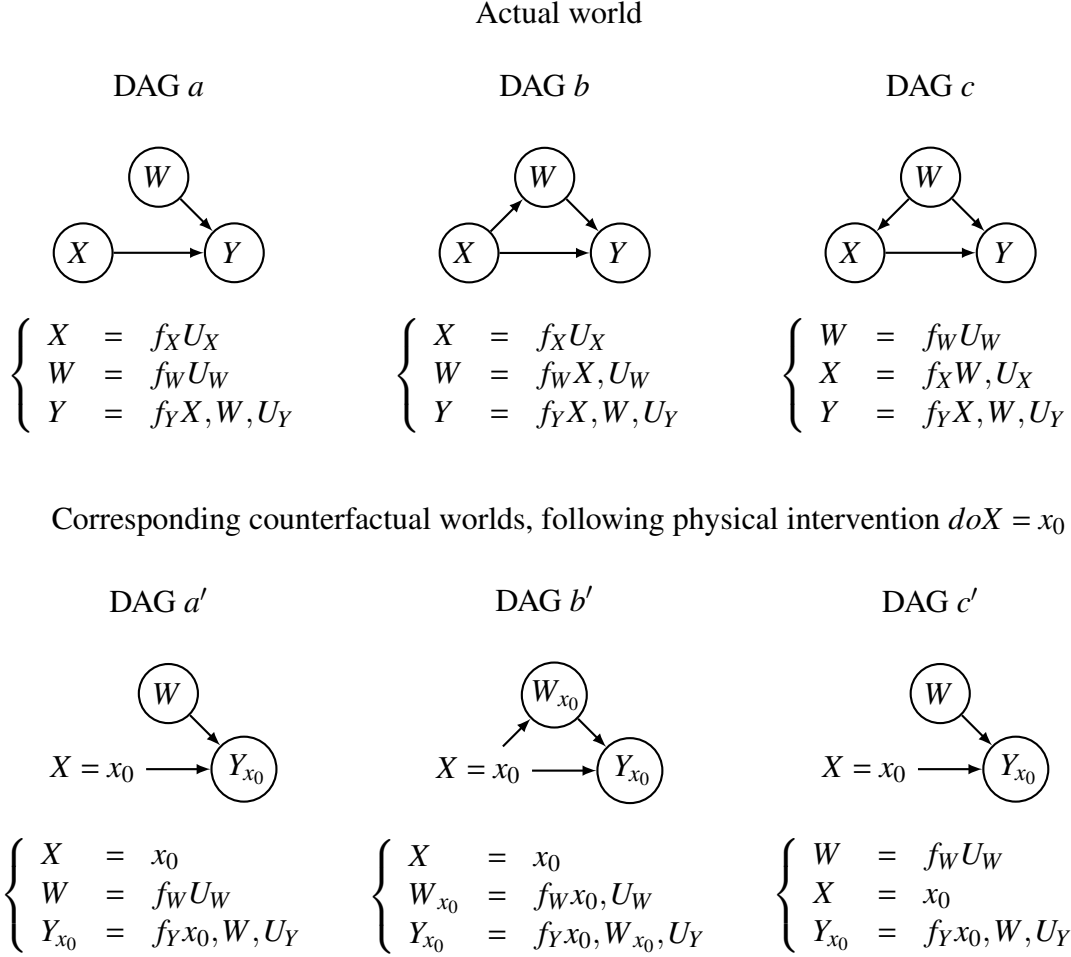 Actual world
DAG a DAG b DAG c
W W W
X Y X Y X Y
{ X = f_X U_X { X = f_X U_X { W = f_W U_W
W = f_W U_W W = f_W X, U_W X = f_X W, U_X
Y = f_Y X, W, U_Y Y = f_Y X, W, U_Y Y = f_Y X, W, U_Y
Corresponding counterfactual worlds, following physical intervention doX = x_0
DAG a′ DAG b′ DAG c′
W W_{x_0} W
X = x_0 Y_{x_0} X = x_0 Y_{x_0} X = x_0 Y_{x_0}
{ X = x_0 { X = x_0 { W = f_W U_W
W = f_W U_W W_{x_0} = f_W x_0, U_W X = x_0
Y_{x_0} = f_Y x_0, W, U_Y Y_{x_0} = f_Y x_0, W_{x_0}, U_Y Y_{x_0} = f_Y x_0, W, U_Y